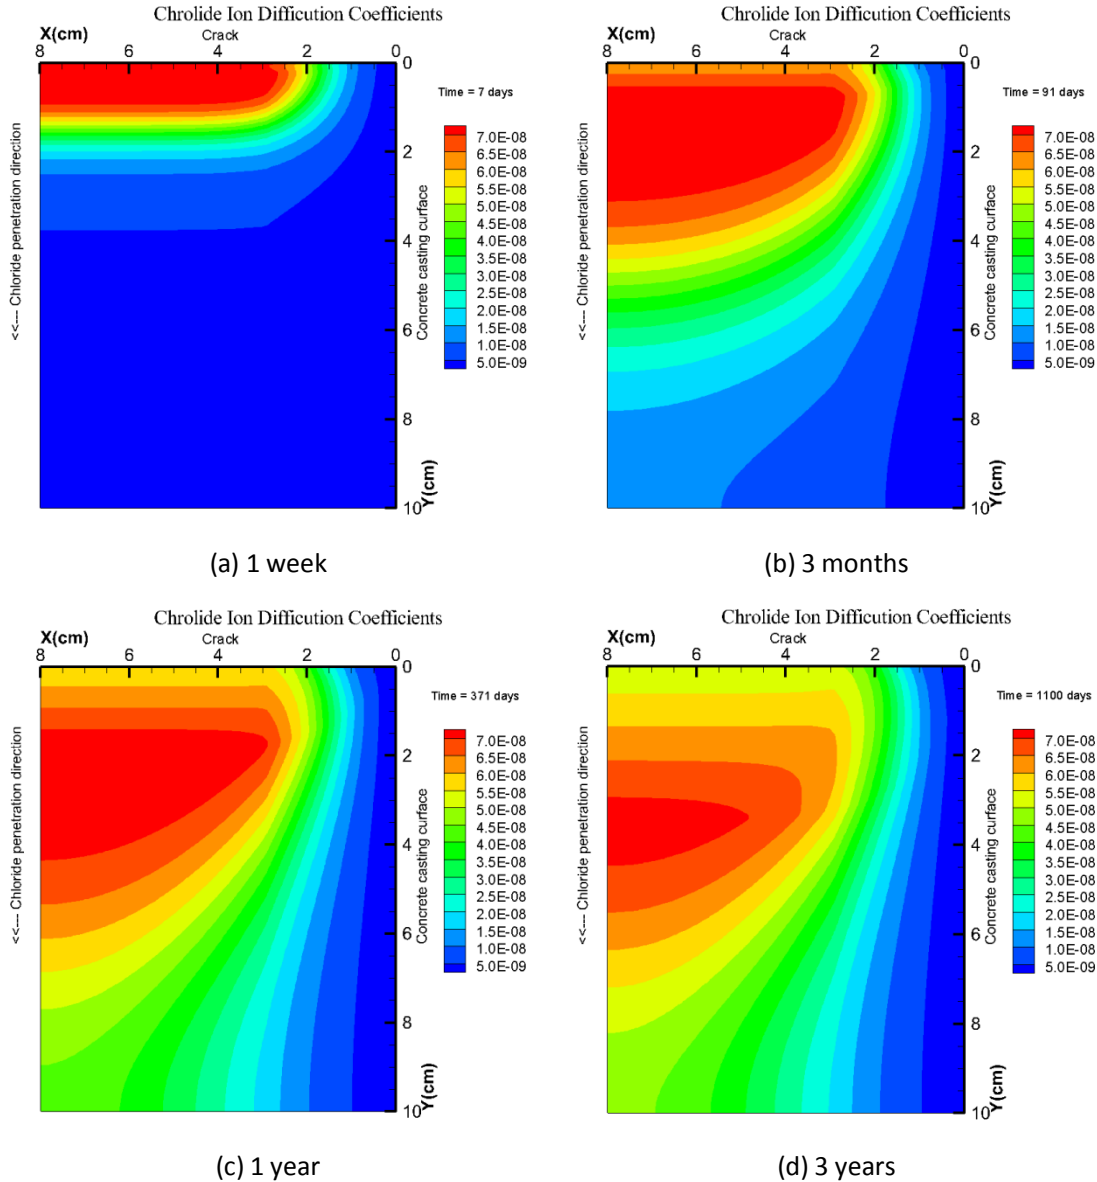 Chrolide Ion Difficution Coefficients
X(cm)
Crack
8 6 4 2 0
Time = 7 days
<<--- Chloride penetration direction
Concrete casting curface
7.0E-08
6.5E-08
6.0E-08
5.5E-08
5.0E-08
4.5E-08
4.0E-08
3.5E-08
3.0E-08
2.5E-08
2.0E-08
1.5E-08
1.0E-08
5.0E-09
2
4
6
8
10
Y(cm)
(a) 1 week
Chrolide Ion Difficution Coefficients
X(cm)
Crack
8 6 4 2 0
Time = 91 days
<<--- Chloride penetration direction
Concrete casting curface
7.0E-08
6.5E-08
6.0E-08
5.5E-08
5.0E-08
4.5E-08
4.0E-08
3.5E-08
3.0E-08
2.5E-08
2.0E-08
1.5E-08
1.0E-08
5.0E-09
2
4
6
8
10
Y(cm)
(b) 3 months
Chrolide Ion Difficution Coefficients
X(cm)
Crack
8 6 4 2 0
Time = 371 days
<<--- Chloride penetration direction
Concrete casting curface
7.0E-08
6.5E-08
6.0E-08
5.5E-08
5.0E-08
4.5E-08
4.0E-08
3.5E-08
3.0E-08
2.5E-08
2.0E-08
1.5E-08
1.0E-08
5.0E-09
2
4
6
8
10
Y(cm)
(c) 1 year
Chrolide Ion Difficution Coefficients
X(cm)
Crack
8 6 4 2 0
Time = 1100 days
<<--- Chloride penetration direction
Concrete casting curface
7.0E-08
6.5E-08
6.0E-08
5.5E-08
5.0E-08
4.5E-08
4.0E-08
3.5E-08
3.0E-08
2.5E-08
2.0E-08
1.5E-08
1.0E-08
5.0E-09
2
4
6
8
10
Y(cm)
(d) 3 years